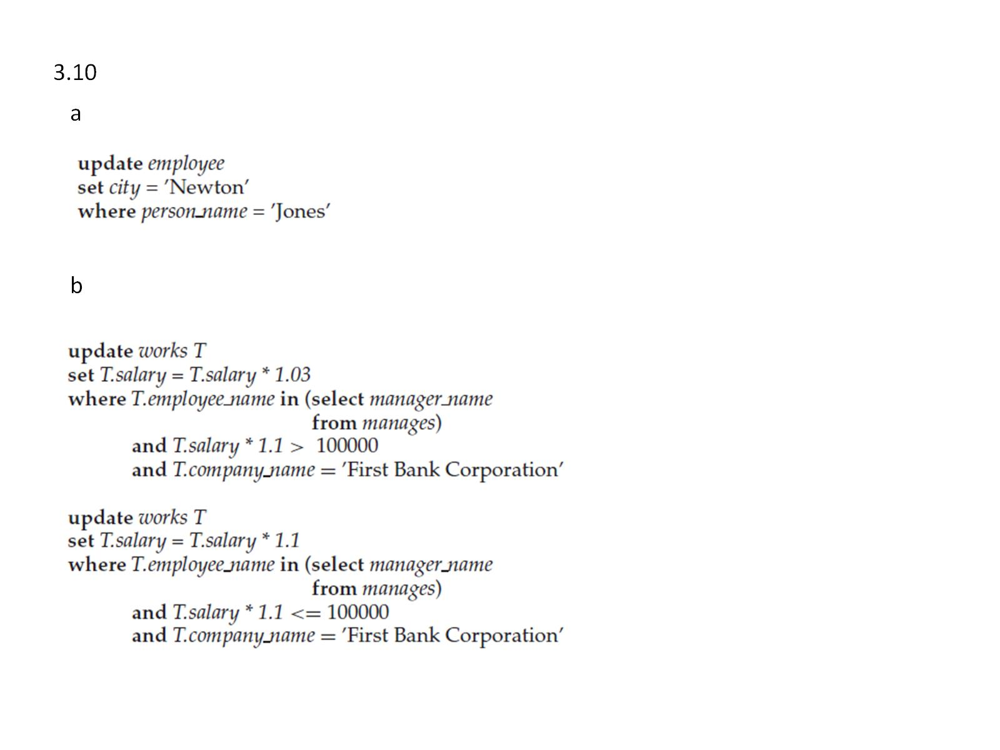 3.10
a
update employee
set city = ’Newton’
where person_name = ’Jones’
b
update works T
set T.salary = T.salary * 1.03
where T.employee_name in (select manager_name
from manages)
and T.salary * 1.1 > 100000
and T.company_name = ’First Bank Corporation’
update works T
set T.salary = T.salary * 1.1
where T.employee_name in (select manager_name
from manages)
and T.salary * 1.1 <= 100000
and T.company_name = ’First Bank Corporation’